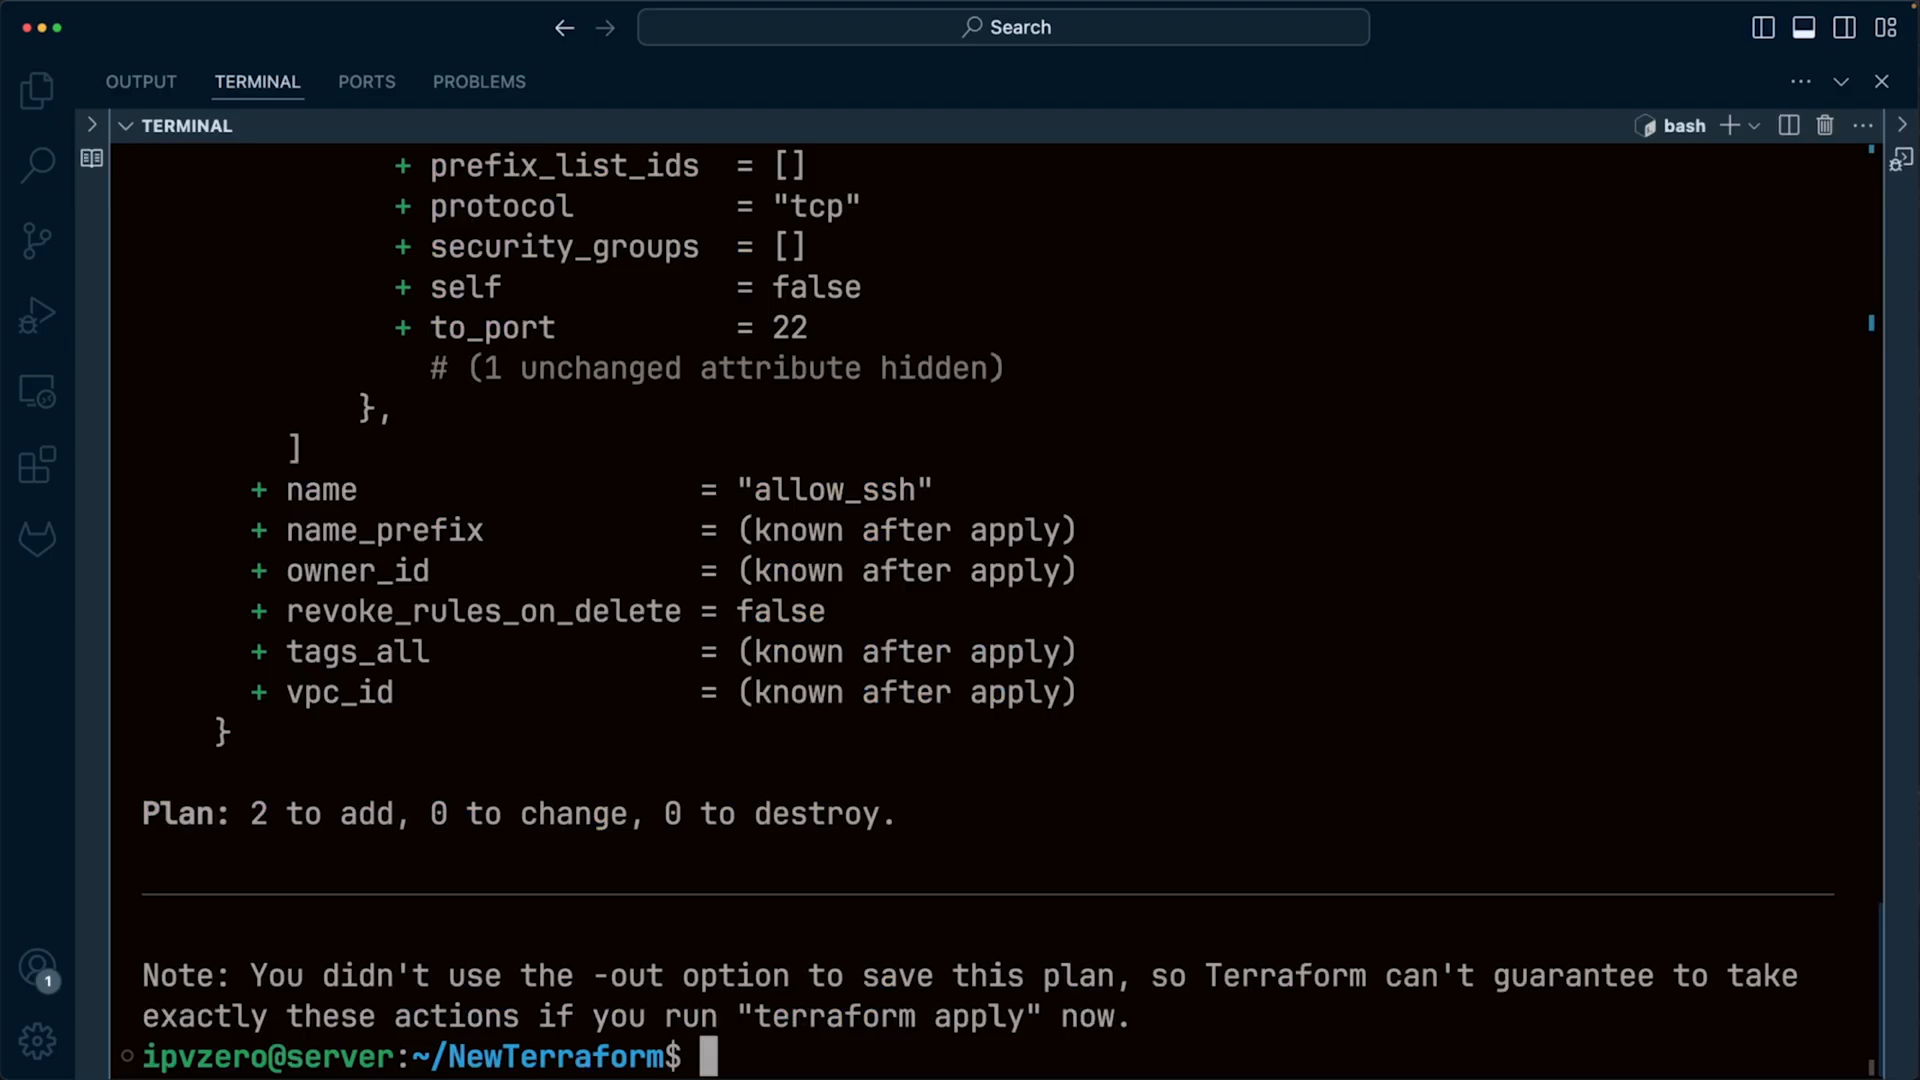 Search
OUTPUT TERMINAL PORTS PROBLEMS
TERMINAL
bash
+ prefix_list_ids = []
+ protocol = "tcp"
+ security_groups = []
+ self = false
+ to_port = 22
# (1 unchanged attribute hidden)
},
]
+ name = "allow_ssh"
+ name_prefix = (known after apply)
+ owner_id = (known after apply)
+ revoke_rules_on_delete = false
+ tags_all = (known after apply)
+ vpc_id = (known after apply)
}
Plan: 2 to add, 0 to change, 0 to destroy.
Note: You didn't use the -out option to save this plan, so Terraform can't guarantee to take
exactly these actions if you run "terraform apply" now.
1
ipvzero@server:~/NewTerraform$